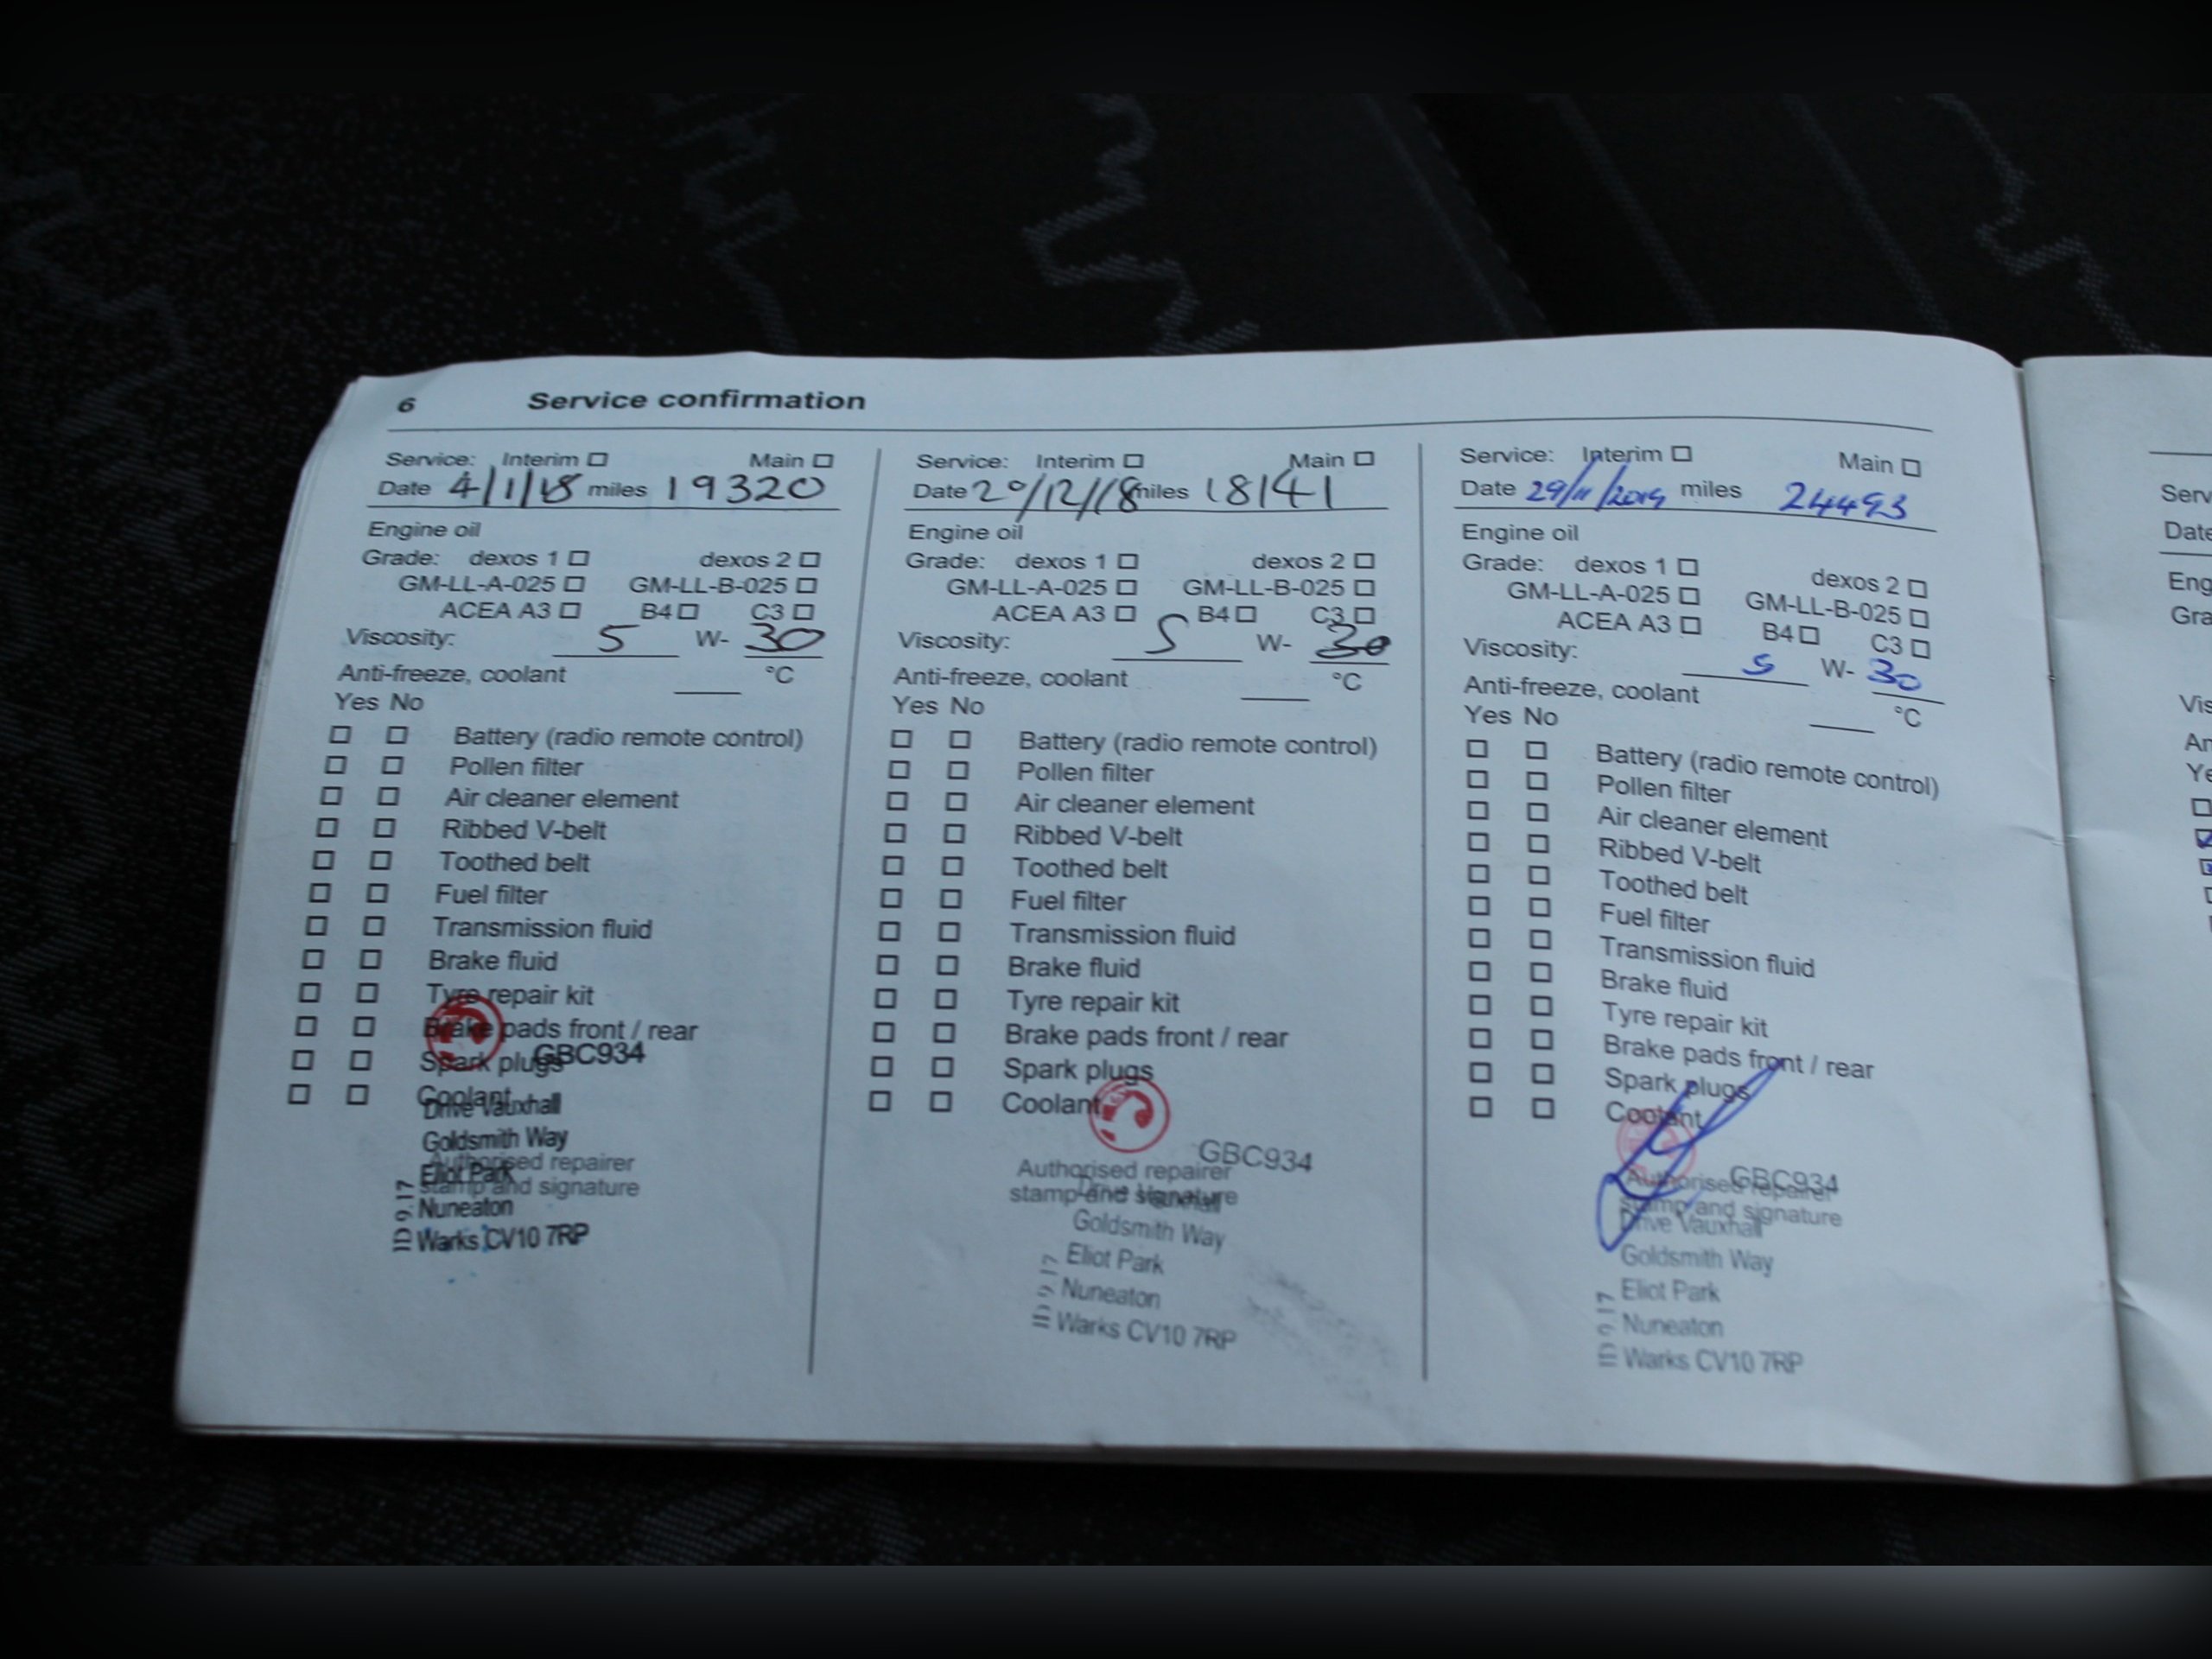 6 Service confirmation
Service: Interim ☐ Main ☐
Date 4/1/18 miles 19320
Engine oil
Grade: dexos 1 ☐ dexos 2 ☐
GM-LL-A-025 ☐ GM-LL-B-025 ☐
ACEA A3 ☐ B4 ☐ C3 ☐
Viscosity: 5 W- 30
Anti-freeze, coolant ____ °C
Yes No
☐ ☐ Battery (radio remote control)
☐ ☐ Pollen filter
☐ ☐ Air cleaner element
☐ ☐ Ribbed V-belt
☐ ☐ Toothed belt
☐ ☐ Fuel filter
☐ ☐ Transmission fluid
☐ ☐ Brake fluid
☐ ☐ Tyre repair kit
☐ ☐ Brake pads front / rear
☐ ☐ Spark plugs
GBC934
☐ ☐ Coolant
Drive Vauxhall
Goldsmith Way
Authorised repairer
Eliot Park
stamp and signature
Nuneaton
Warks CV10 7RP
ID 9 17
Service: Interim ☐ Main ☐
Date 20/12/18 miles 18141
Engine oil
Grade: dexos 1 ☐ dexos 2 ☐
GM-LL-A-025 ☐ GM-LL-B-025 ☐
ACEA A3 ☐ B4 ☐ C3 ☐
Viscosity: 5 W- 30
Anti-freeze, coolant ____ °C
Yes No
☐ ☐ Battery (radio remote control)
☐ ☐ Pollen filter
☐ ☐ Air cleaner element
☐ ☐ Ribbed V-belt
☐ ☐ Toothed belt
☐ ☐ Fuel filter
☐ ☐ Transmission fluid
☐ ☐ Brake fluid
☐ ☐ Tyre repair kit
☐ ☐ Brake pads front / rear
☐ ☐ Spark plugs
☐ ☐ Coolant
GBC934
Authorised repairer
stamp and signature
Drive Vauxhall
Goldsmith Way
Eliot Park
Nuneaton
Warks CV10 7RP
Service: Interim ☐ Main ☐
Date 29/11/2019 miles 24493
Engine oil
Grade: dexos 1 ☐ dexos 2 ☐
GM-LL-A-025 ☐ GM-LL-B-025 ☐
ACEA A3 ☐ B4 ☐ C3 ☐
Viscosity: 5 W- 30
Anti-freeze, coolant ____ °C
Yes No
☐ ☐ Battery (radio remote control)
☐ ☐ Pollen filter
☐ ☐ Air cleaner element
☐ ☐ Ribbed V-belt
☐ ☐ Toothed belt
☐ ☐ Fuel filter
☐ ☐ Transmission fluid
☐ ☐ Brake fluid
☐ ☐ Tyre repair kit
☐ ☐ Brake pads front / rear
☐ ☐ Spark plugs
☐ ☐ Coolant
GBC934
Authorised repairer
stamp and signature
Drive Vauxhall
Goldsmith Way
Eliot Park
Nuneaton
Warks CV10 7RP
ID 9 17